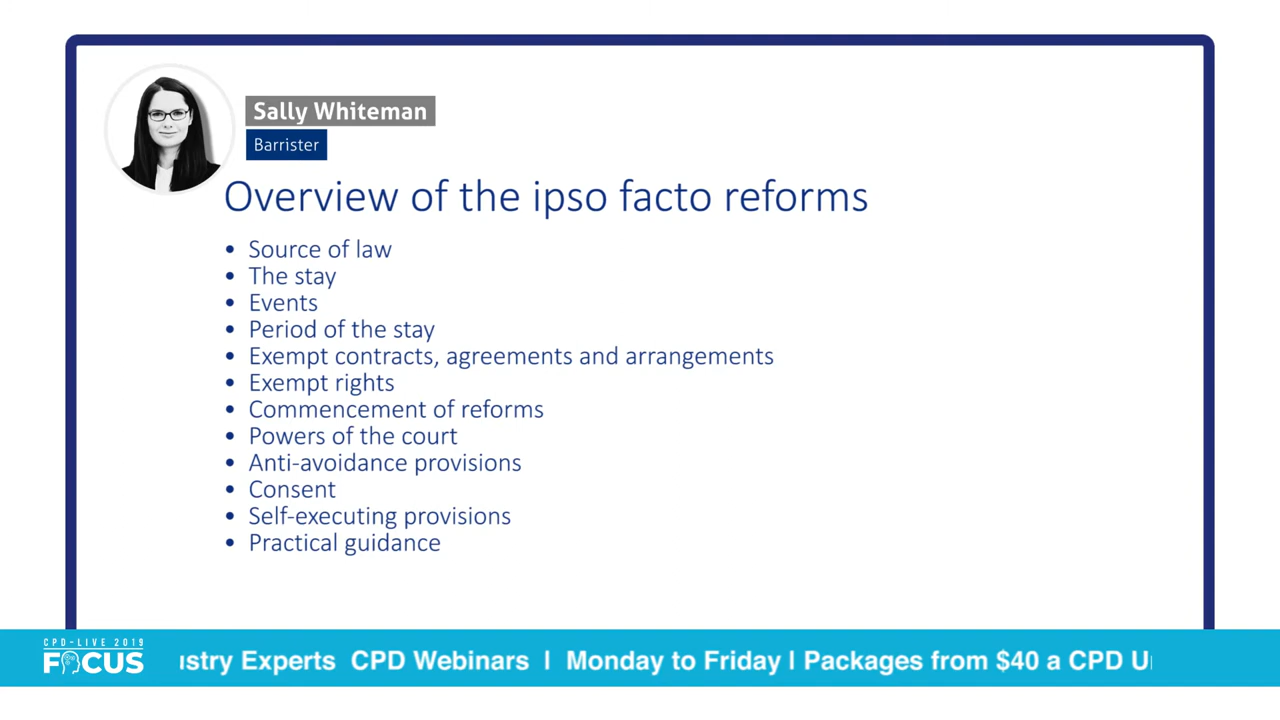 Sally Whiteman
Barrister
Overview of the ipso facto reforms
• Source of law
• The stay
• Events
• Period of the stay
• Exempt contracts, agreements and arrangements
• Exempt rights
• Commencement of reforms
• Powers of the court
• Anti-avoidance provisions
• Consent
• Self-executing provisions
• Practical guidance
CPD-LIVE 2019
FOCUS
ustry Experts CPD Webinars | Monday to Friday | Packages from $40 a CPD